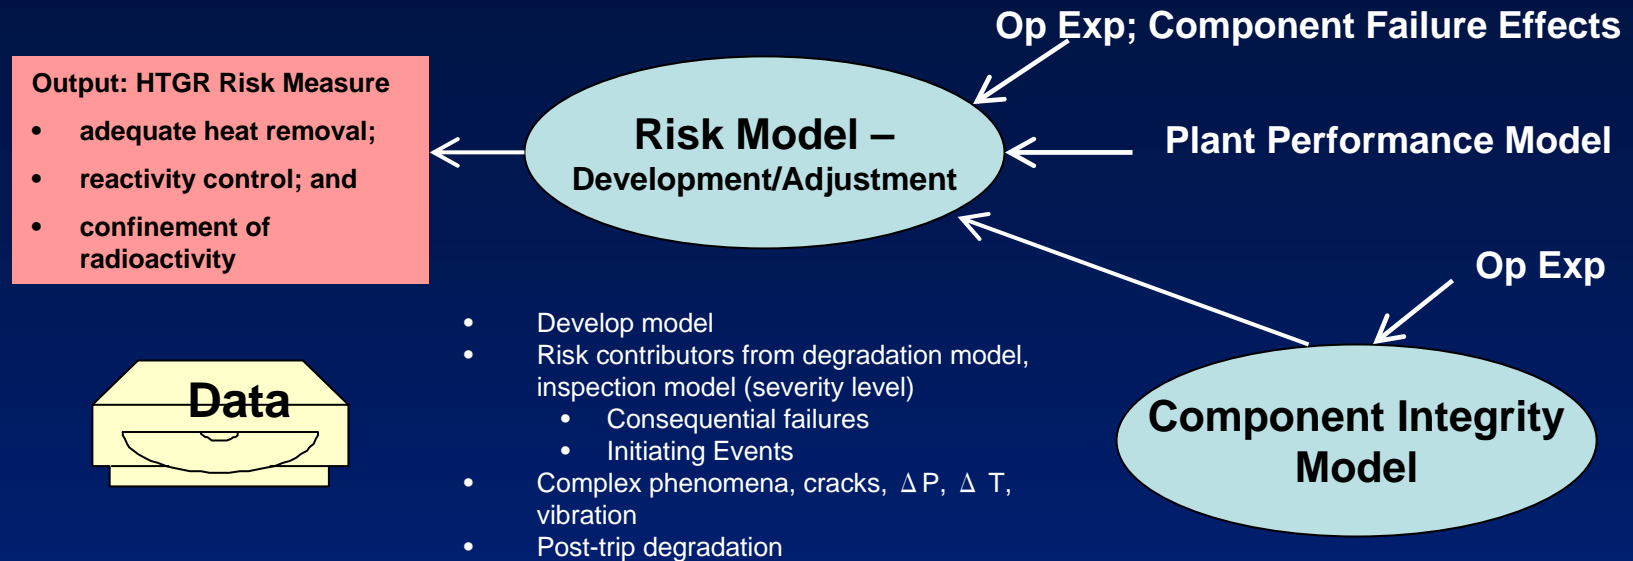 Op Exp; Component Failure Effects
Output: HTGR Risk Measure
• adequate heat removal;
• reactivity control; and
• confinement of
radioactivity
Risk Model –
Development/Adjustment
Plant Performance Model
Op Exp
Data
• Develop model
• Risk contributors from degradation model,
inspection model (severity level)
• Consequential failures
• Initiating Events
• Complex phenomena, cracks, Δ P, Δ T,
vibration
• Post-trip degradation
Component Integrity
Model